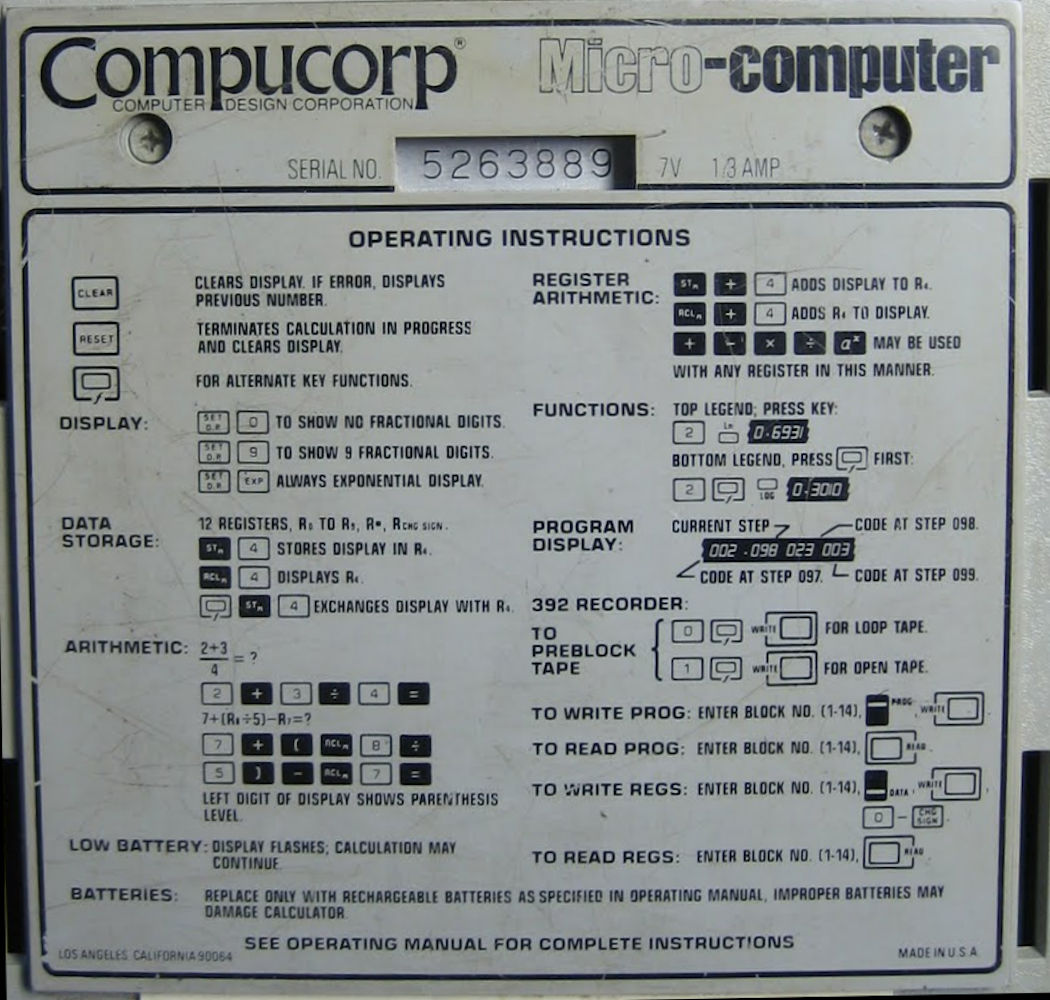 Compucorp® Micro-computer
COMPUTER DESIGN CORPORATION
SERIAL NO. 5263889 7V 1/3 AMP
OPERATING INSTRUCTIONS
CLEAR CLEARS DISPLAY. IF ERROR, DISPLAYS
PREVIOUS NUMBER.
RESET TERMINATES CALCULATION IN PROGRESS
AND CLEARS DISPLAY.
f FOR ALTERNATE KEY FUNCTIONS.
DISPLAY: SET D.P. 0 TO SHOW NO FRACTIONAL DIGITS.
SET D.P. 9 TO SHOW 9 FRACTIONAL DIGITS.
SET D.P. EXP ALWAYS EXPONENTIAL DISPLAY.
DATA STORAGE: 12 REGISTERS, R0 TO R9, R•, RCHG SIGN.
STn 4 STORES DISPLAY IN R4.
RCLn 4 DISPLAYS R4.
f STn 4 EXCHANGES DISPLAY WITH R4.
ARITHMETIC: 2+3
4 = ?
2 + 3 ÷ 4 =
7+(R8÷5)−R7=?
7 + ( RCLn 8 ÷
5 ) − RCLn 7 =
LEFT DIGIT OF DISPLAY SHOWS PARENTHESIS
LEVEL.
LOW BATTERY: DISPLAY FLASHES; CALCULATION MAY
CONTINUE.
REGISTER ARITHMETIC: STn + 4 ADDS DISPLAY TO R4.
RCLn + 4 ADDS R4 TO DISPLAY.
+ − × ÷ aˣ MAY BE USED
WITH ANY REGISTER IN THIS MANNER.
FUNCTIONS: TOP LEGEND; PRESS KEY:
2 Ln 0.6931
BOTTOM LEGEND, PRESS f FIRST:
2 f LOG 0.3010
PROGRAM DISPLAY: CURRENT STEP CODE AT STEP 098.
002 .098 023 003
CODE AT STEP 097. CODE AT STEP 099.
392 RECORDER:
TO PREBLOCK TAPE
0 f WRITE FOR LOOP TAPE.
1 f WRITE FOR OPEN TAPE.
TO WRITE PROG: ENTER BLOCK NO. (1-14), PROG, WRITE.
TO READ PROG: ENTER BLOCK NO. (1-14), READ.
TO WRITE REGS: ENTER BLOCK NO. (1-14), DATA, WRITE,
0 − CHG SIGN.
TO READ REGS: ENTER BLOCK NO. (1-14), READ.
BATTERIES: REPLACE ONLY WITH RECHARGEABLE BATTERIES AS SPECIFIED IN OPERATING MANUAL, IMPROPER BATTERIES MAY
DAMAGE CALCULATOR.
SEE OPERATING MANUAL FOR COMPLETE INSTRUCTIONS
LOS ANGELES, CALIFORNIA 90064 MADE IN U.S.A.